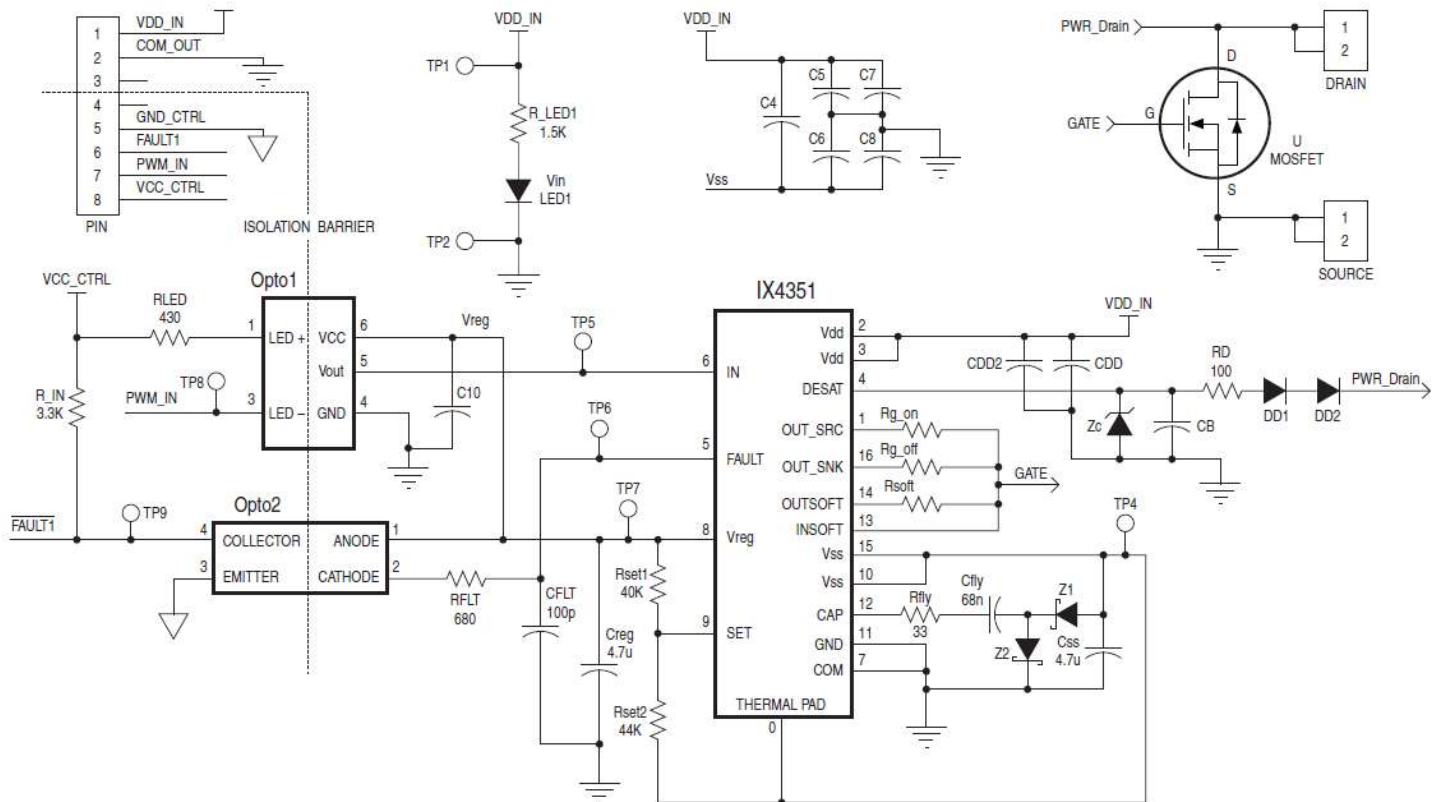 1
VDD_IN
2
COM_OUT
3
4
5
GND_CTRL
6
FAULT1
7
PWM_IN
8
VCC_CTRL
PIN
ISOLATION BARRIER
VDD_IN
TP1
R_LED1
1.5K
Vin
LED1
TP2
VDD_IN
C4
C5
C7
C6
C8
Vss
PWR_Drain
1
2
DRAIN
D
GATE
G
U
MOSFET
S
1
2
SOURCE
VCC_CTRL
RLED
430
R_IN
3.3K
TP8
PWM_IN
Opto1
1
LED +
VCC
6
Vreg
Vout
5
3
LED –
GND
4
C10
TP5
TP6
TP7
FAULT1
TP9
Opto2
4
COLLECTOR
ANODE
1
3
EMITTER
CATHODE
2
RFLT
680
CFLT
100p
Creg
4.7u
Rset1
40K
Rset2
44K
IX4351
6
IN
5
FAULT
8
Vreg
9
SET
Vdd
2
Vdd
3
DESAT
4
OUT_SRC
1
OUT_SNK
16
OUTSOFT
14
INSOFT
13
Vss
15
Vss
10
CAP
12
GND
11
COM
7
THERMAL PAD
0
VDD_IN
CDD2
CDD
RD
100
PWR_Drain
Zc
CB
DD1
DD2
Rg_on
Rg_off
Rsoft
GATE
TP4
Rfly
33
Cfly
68n
Z1
Z2
Css
4.7u